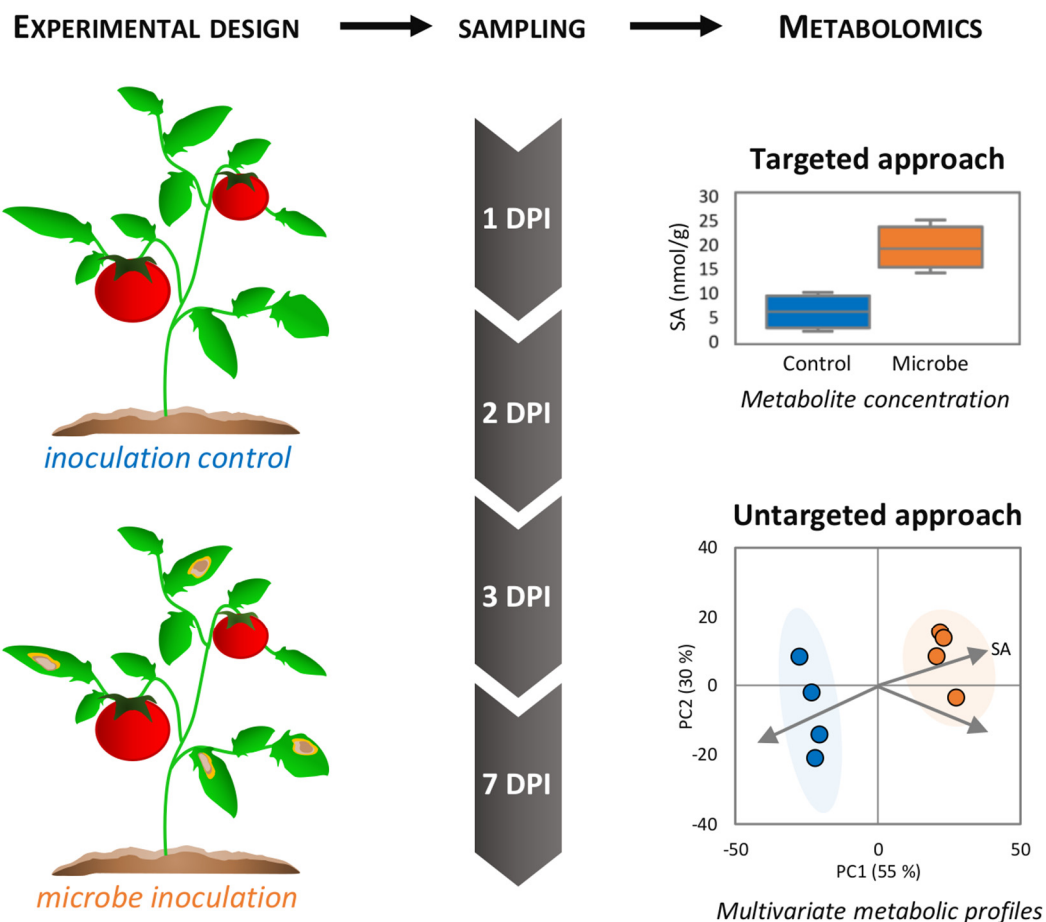 EXPERIMENTAL DESIGN
SAMPLING
METABOLOMICS
inoculation control
microbe inoculation
1 DPI
2 DPI
3 DPI
7 DPI
Targeted approach
SA (nmol/g)
30
25
20
15
10
5
0
Control Microbe
Metabolite concentration
Untargeted approach
PC2 (30 %)
40
20
0
-20
-40
SA
-50 0 50
PC1 (55 %)
Multivariate metabolic profiles